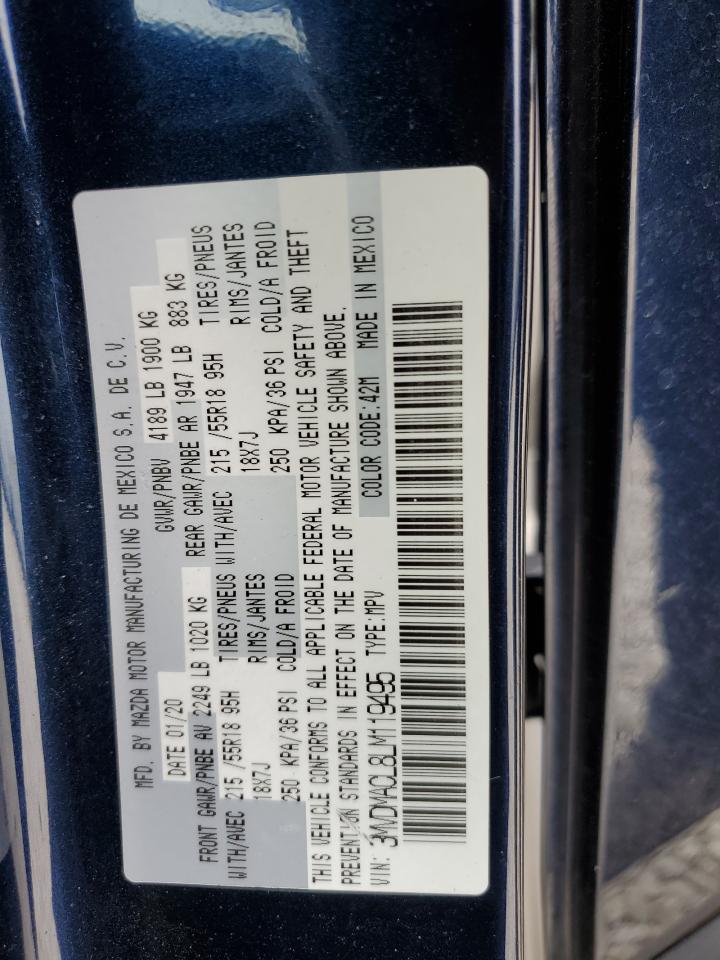 MFD. BY MAZDA MOTOR MANUFACTURING DE MEXICO S.A. DE C.V.
DATE 01/20 GVWR/PNBV 4189 LB 1900 KG
FRONT GAWR/PNBE AV 2249 LB 1020 KG REAR GAWR/PNBE AR 1947 LB 883 KG
WITH/AVEC 215 /55R18 95H TIRES/PNEUS WITH/AVEC 215 /55R18 95H TIRES/PNEUS
18X7J RIMS/JANTES 18X7J RIMS/JANTES
250 KPA/36 PSI COLD/A FROID 250 KPA/36 PSI COLD/A FROID
THIS VEHICLE CONFORMS TO ALL APPLICABLE FEDERAL MOTOR VEHICLE SAFETY AND THEFT
PREVENTION STANDARDS IN EFFECT ON THE DATE OF MANUFACTURE SHOWN ABOVE.
VIN: 3MVDMACL8LM119495 TYPE:MPV COLOR CODE:42M MADE IN MEXICO